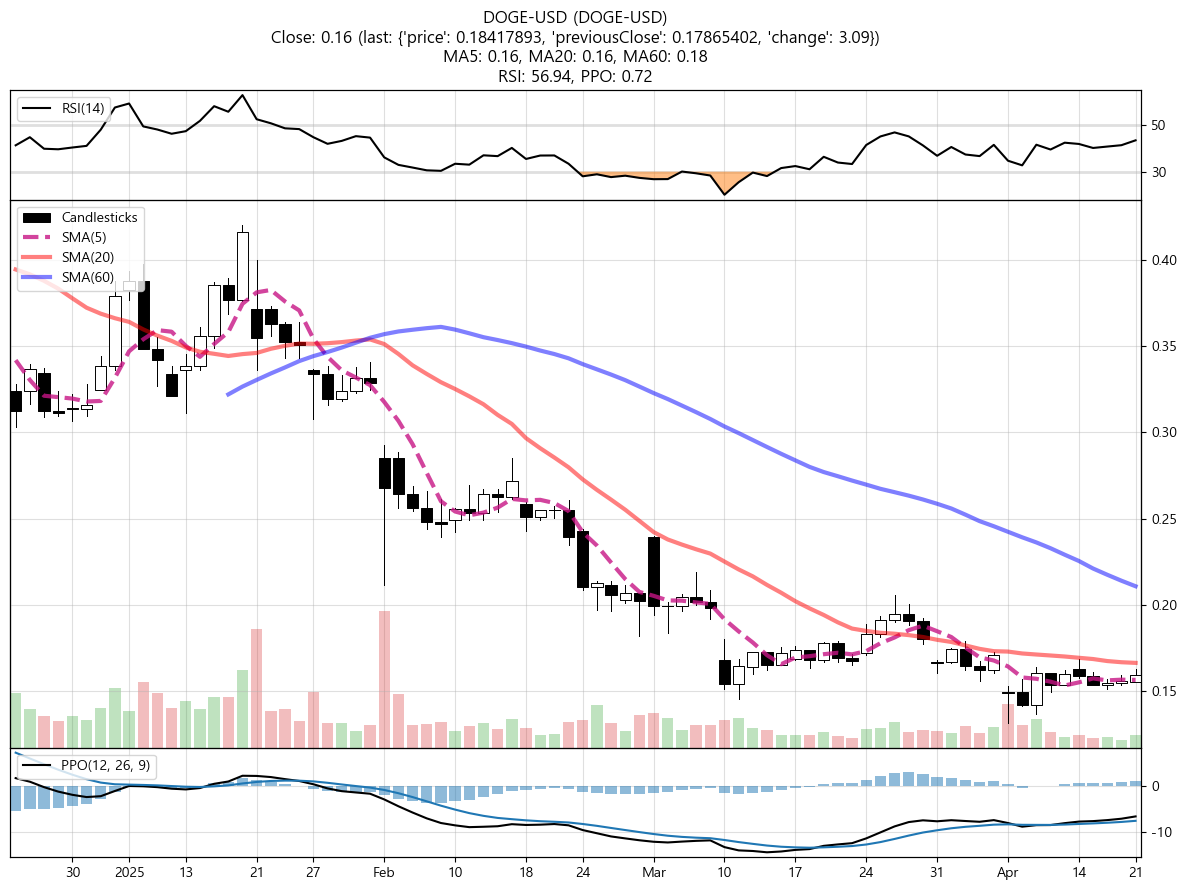 DOGE-USD (DOGE-USD)
Close: 0.16 (last: {'price': 0.18417893, 'previousClose': 0.17865402, 'change': 3.09})
MA5: 0.16, MA20: 0.16, MA60: 0.18
RSI: 56.94, PPO: 0.72
RSI(14)
50
30
Candlesticks
SMA(5)
SMA(20)
SMA(60)
0.40
0.35
0.30
0.25
0.20
0.15
PPO(12, 26, 9)
0
-10
30 2025 13 21 27 Feb 10 18 24 Mar 10 17 24 31 Apr 14 21